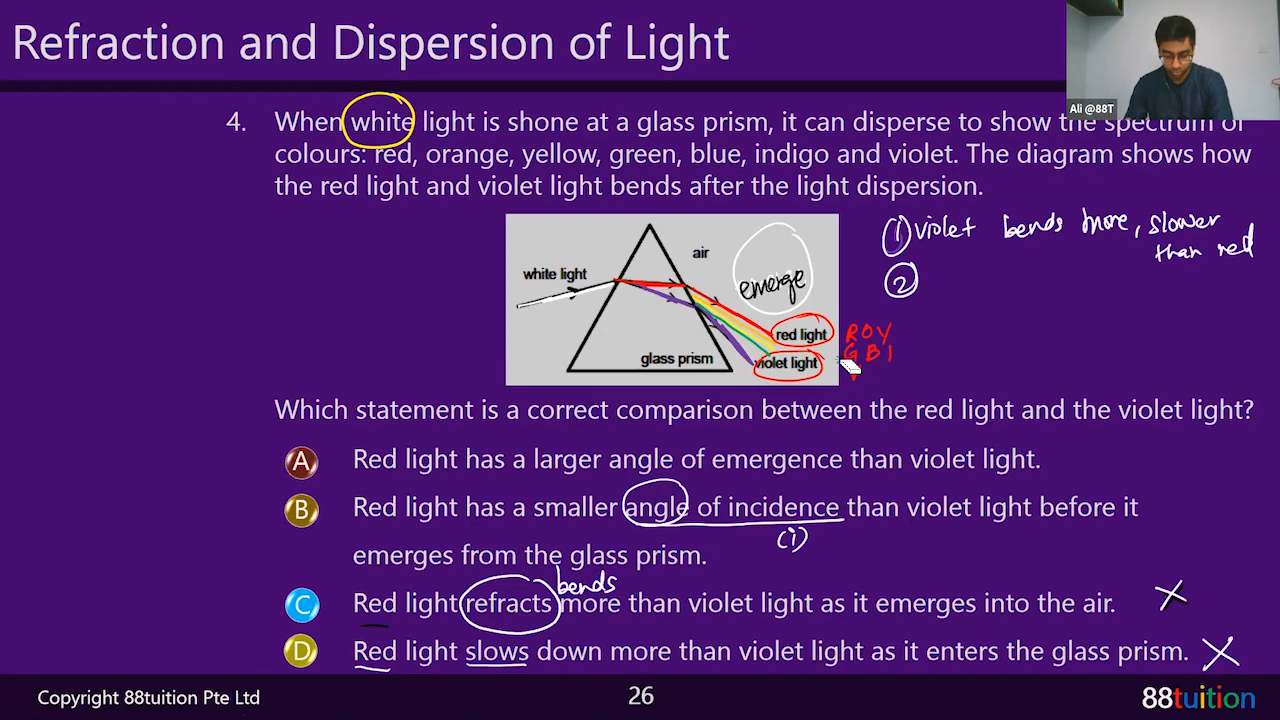 Refraction and Dispersion of Light
Ali @88T
4. When white light is shone at a glass prism, it can disperse to show the spectrum of
colours: red, orange, yellow, green, blue, indigo and violet. The diagram shows how
the red light and violet light bends after the light dispersion.
air
white light
emerge
red light
glass prism
violet light
① violet bends more, slower
than red
②
R O Y
G B I
Which statement is a correct comparison between the red light and the violet light?
A Red light has a larger angle of emergence than violet light.
B Red light has a smaller angle of incidence than violet light before it
(i)
emerges from the glass prism.
bends
C Red light refracts more than violet light as it emerges into the air.
D Red light slows down more than violet light as it enters the glass prism.
Copyright 88tuition Pte Ltd
26
88tuition